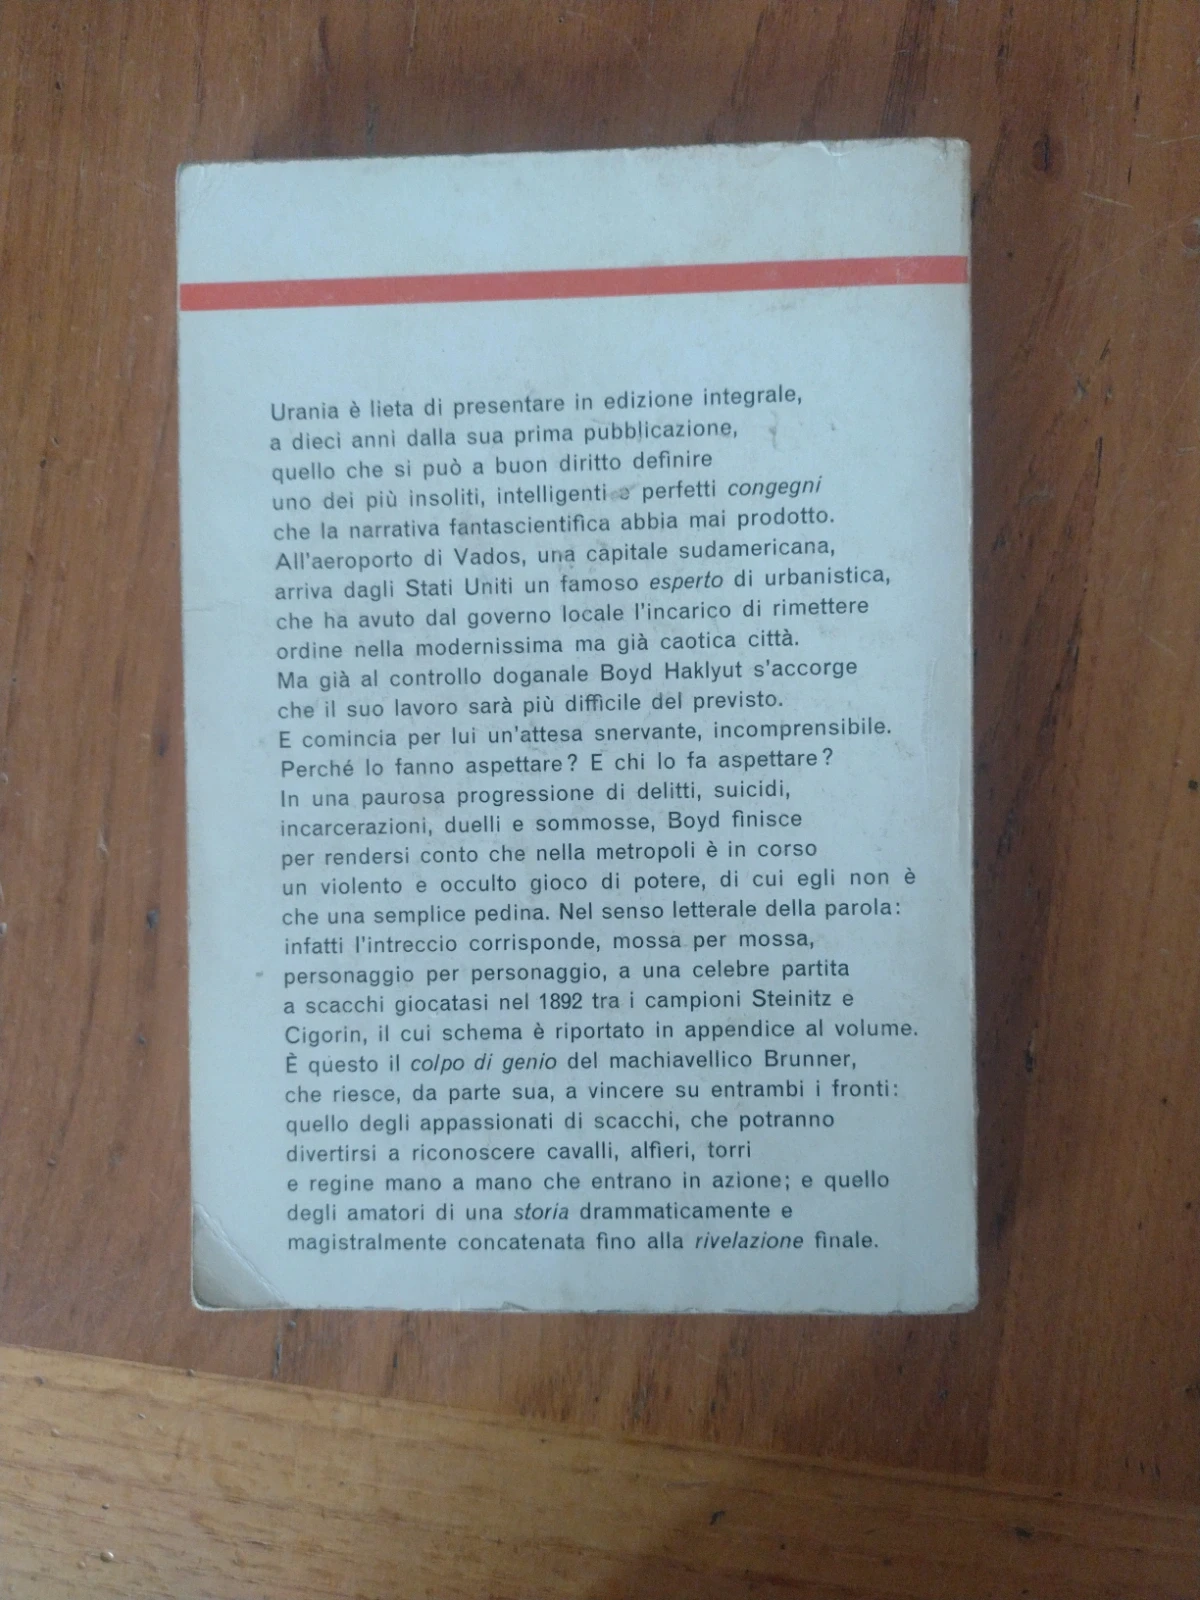 Urania è lieta di presentare in edizione integrale,
a dieci anni dalla sua prima pubblicazione,
quello che si può a buon diritto definire
uno dei più insoliti, intelligenti e perfetti congegni
che la narrativa fantascientifica abbia mai prodotto.
All'aeroporto di Vados, una capitale sudamericana,
arriva dagli Stati Uniti un famoso esperto di urbanistica,
che ha avuto dal governo locale l'incarico di rimettere
ordine nella modernissima ma già caotica città.
Ma già al controllo doganale Boyd Haklyut s'accorge
che il suo lavoro sarà più difficile del previsto.
E comincia per lui un'attesa snervante, incomprensibile.
Perché lo fanno aspettare? E chi lo fa aspettare?
In una paurosa progressione di delitti, suicidi,
incarcerazioni, duelli e sommosse, Boyd finisce
per rendersi conto che nella metropoli è in corso
un violento e occulto gioco di potere, di cui egli non è
che una semplice pedina. Nel senso letterale della parola:
infatti l'intreccio corrisponde, mossa per mossa,
personaggio per personaggio, a una celebre partita
a scacchi giocatasi nel 1892 tra i campioni Steinitz e
Cigorin, il cui schema è riportato in appendice al volume.
È questo il colpo di genio del machiavellico Brunner,
che riesce, da parte sua, a vincere su entrambi i fronti:
quello degli appassionati di scacchi, che potranno
divertirsi a riconoscere cavalli, alfieri, torri
e regine mano a mano che entrano in azione; e quello
degli amatori di una storia drammaticamente e
magistralmente concatenata fino alla rivelazione finale.